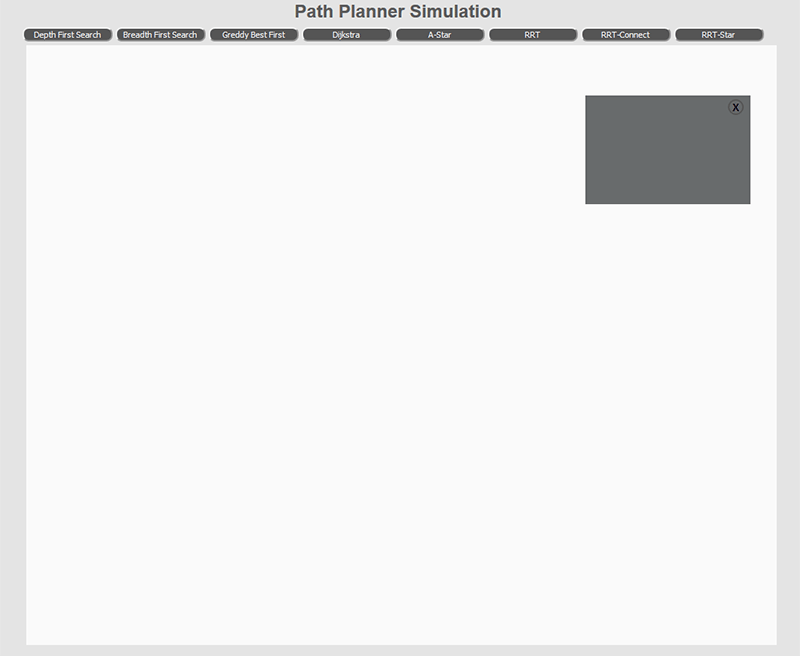 Path Planner Simulation
Depth First Search Breadth First Search Greddy Best First Dijkstra A-Star RRT RRT-Connect RRT-Star
X